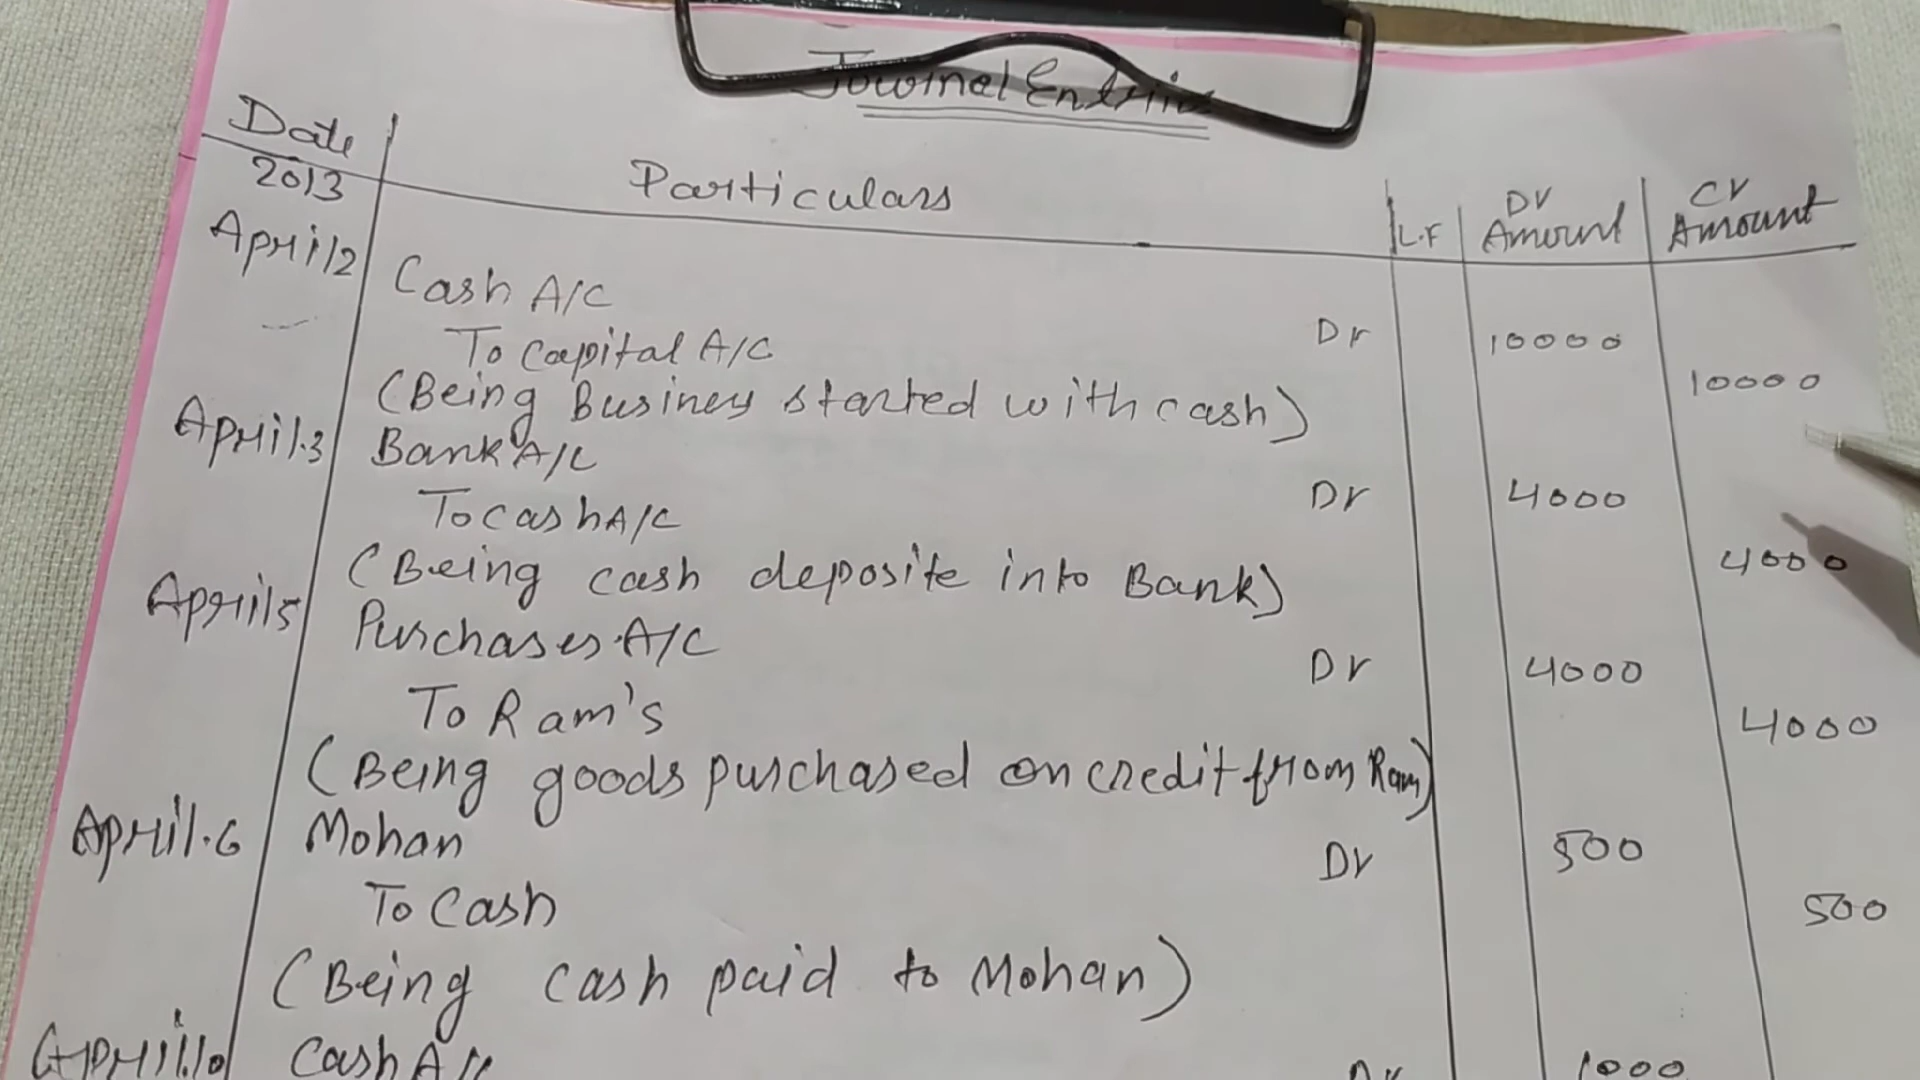 Journal Entries
Date Particulars L.F Dr Amount Cr Amount
2013
April 2 Cash A/C Dr 10000
To Capital A/C 10000
(Being Business started with cash)
April.3 Bank A/C Dr 4000
To cash A/C 4000
(Being cash deposite into Bank)
April 5 Purchases A/C Dr 4000
To Ram's 4000
(Being goods purchased on credit from Ram)
April.6 Mohan Dr 500
To Cash 500
(Being cash paid to Mohan)
April.10 Cash A/C Dr 1000